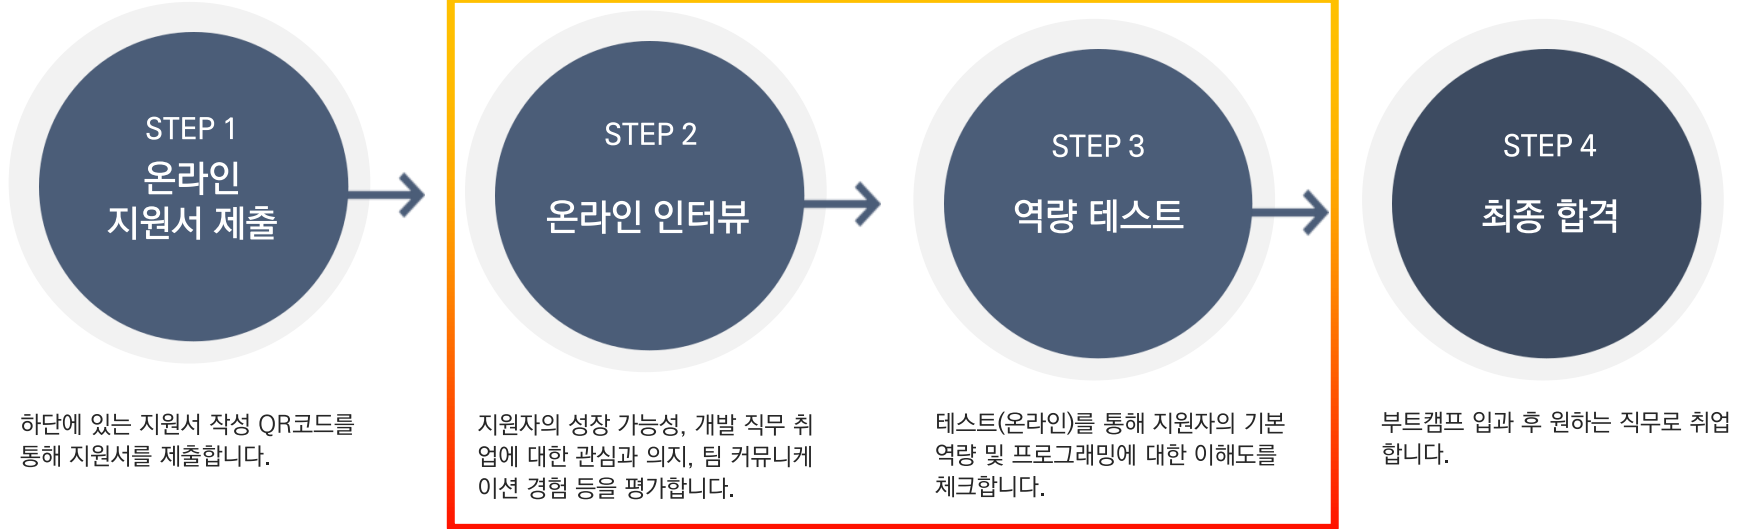 STEP 1
온라인
지원서 제출
하단에 있는 지원서 작성 QR코드를
통해 지원서를 제출합니다.
STEP 2
온라인 인터뷰
지원자의 성장 가능성, 개발 직무 취
업에 대한 관심과 의지, 팀 커뮤니케
이션 경험 등을 평가합니다.
STEP 3
역량 테스트
테스트(온라인)를 통해 지원자의 기본
역량 및 프로그래밍에 대한 이해도를
체크합니다.
STEP 4
최종 합격
부트캠프 입과 후 원하는 직무로 취업
합니다.